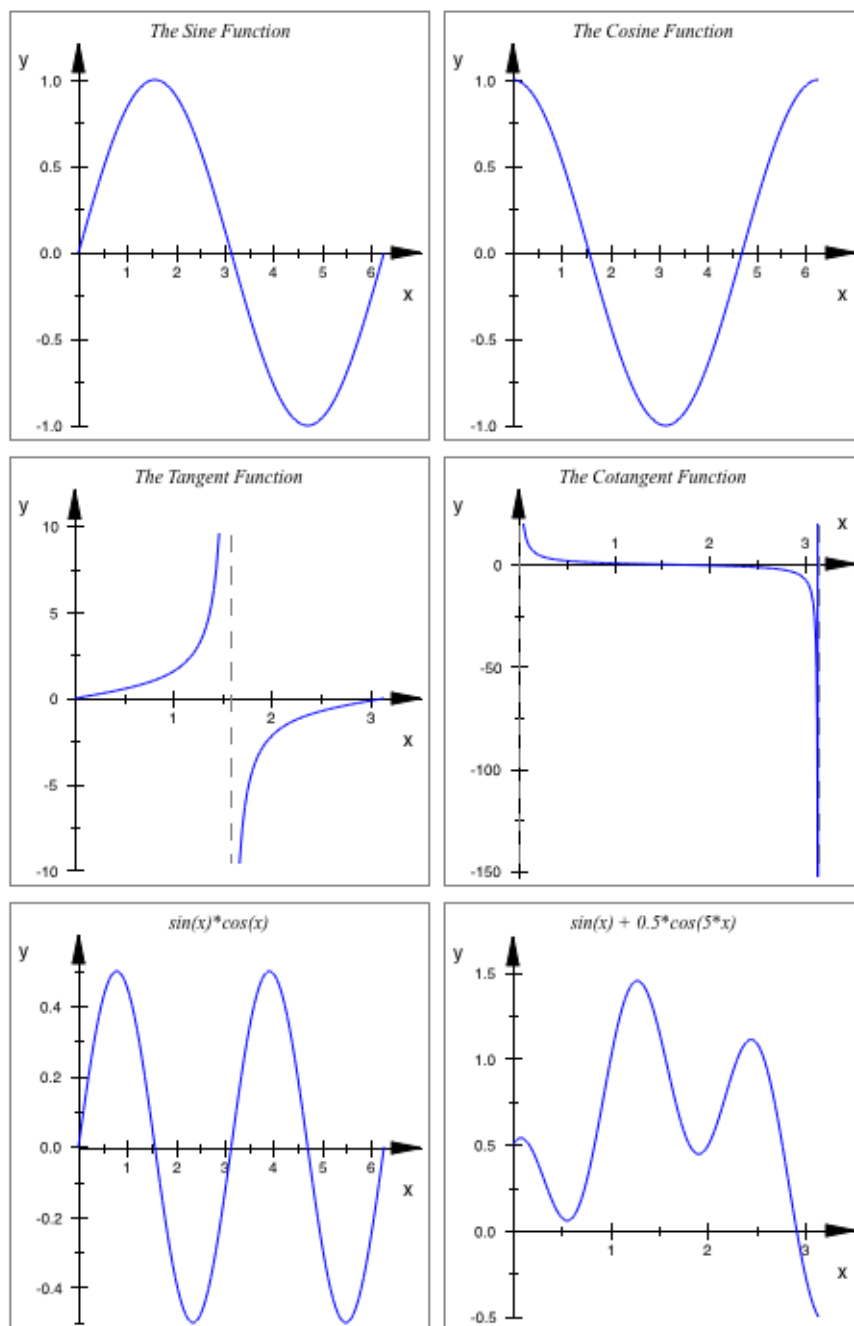 The Sine Function
y
1.0
0.5
0.0
-0.5
-1.0
1 2 3 4 5 6
x
The Cosine Function
y
1.0
0.5
0.0
-0.5
-1.0
1 2 3 4 5 6
x
The Tangent Function
y
10
5
0
-5
-10
1 2 3
x
The Cotangent Function
y
x
1 2 3
0
-50
-100
-150
sin(x)*cos(x)
y
0.4
0.2
0.0
-0.2
-0.4
1 2 3 4 5 6
x
sin(x) + 0.5*cos(5*x)
y
1.5
1.0
0.5
0.0
-0.5
1 2 3
x